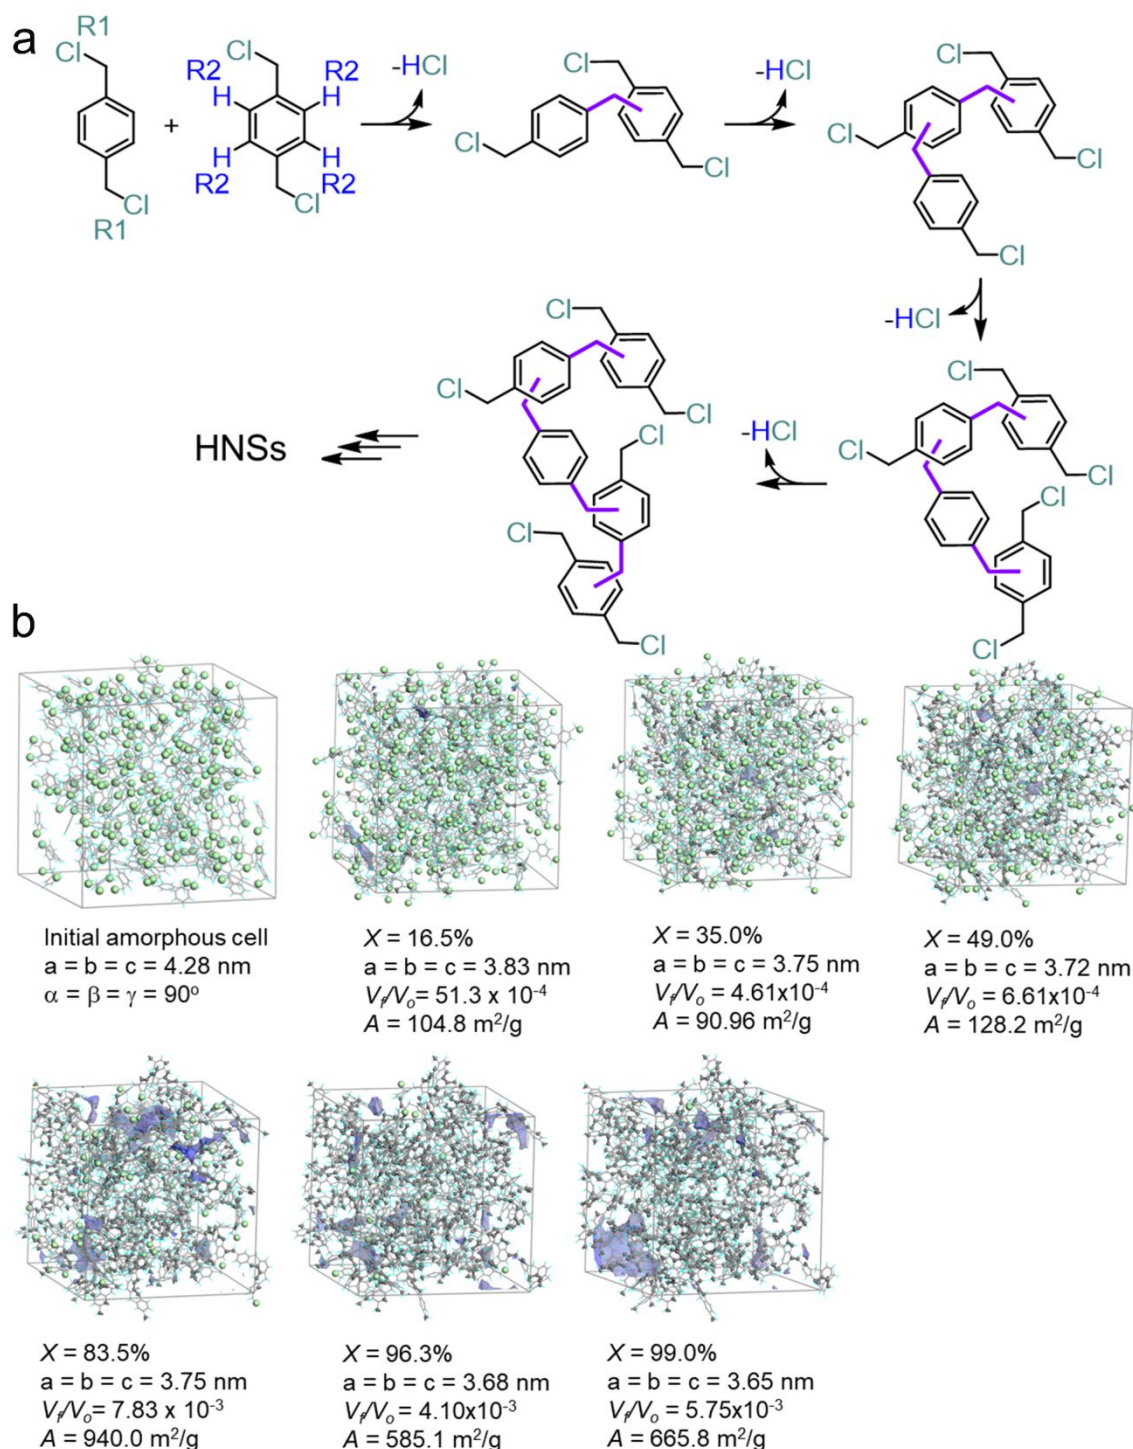 a
R1
Cl
Cl
R1
+
Cl
R2
R2
H
H
H
H
R2
R2
Cl
-HCl
Cl
Cl
Cl
-HCl
Cl
Cl
Cl
Cl
-HCl
Cl
Cl
Cl
Cl
Cl
-HCl
Cl
Cl
Cl
Cl
Cl
Cl
HNSs
b
Initial amorphous cell
a = b = c = 4.28 nm
α = β = γ = 90º
X = 16.5%
a = b = c = 3.83 nm
Vf/Vo = 51.3 x 10-4
A = 104.8 m2/g
X = 35.0%
a = b = c = 3.75 nm
Vf/Vo = 4.61x10-4
A = 90.96 m2/g
X = 49.0%
a = b = c = 3.72 nm
Vf/Vo = 6.61x10-4
A = 128.2 m2/g
X = 83.5%
a = b = c = 3.75 nm
Vf/Vo = 7.83 x 10-3
A = 940.0 m2/g
X = 96.3%
a = b = c = 3.68 nm
Vf/Vo = 4.10x10-3
A = 585.1 m2/g
X = 99.0%
a = b = c = 3.65 nm
Vf/Vo = 5.75x10-3
A = 665.8 m2/g